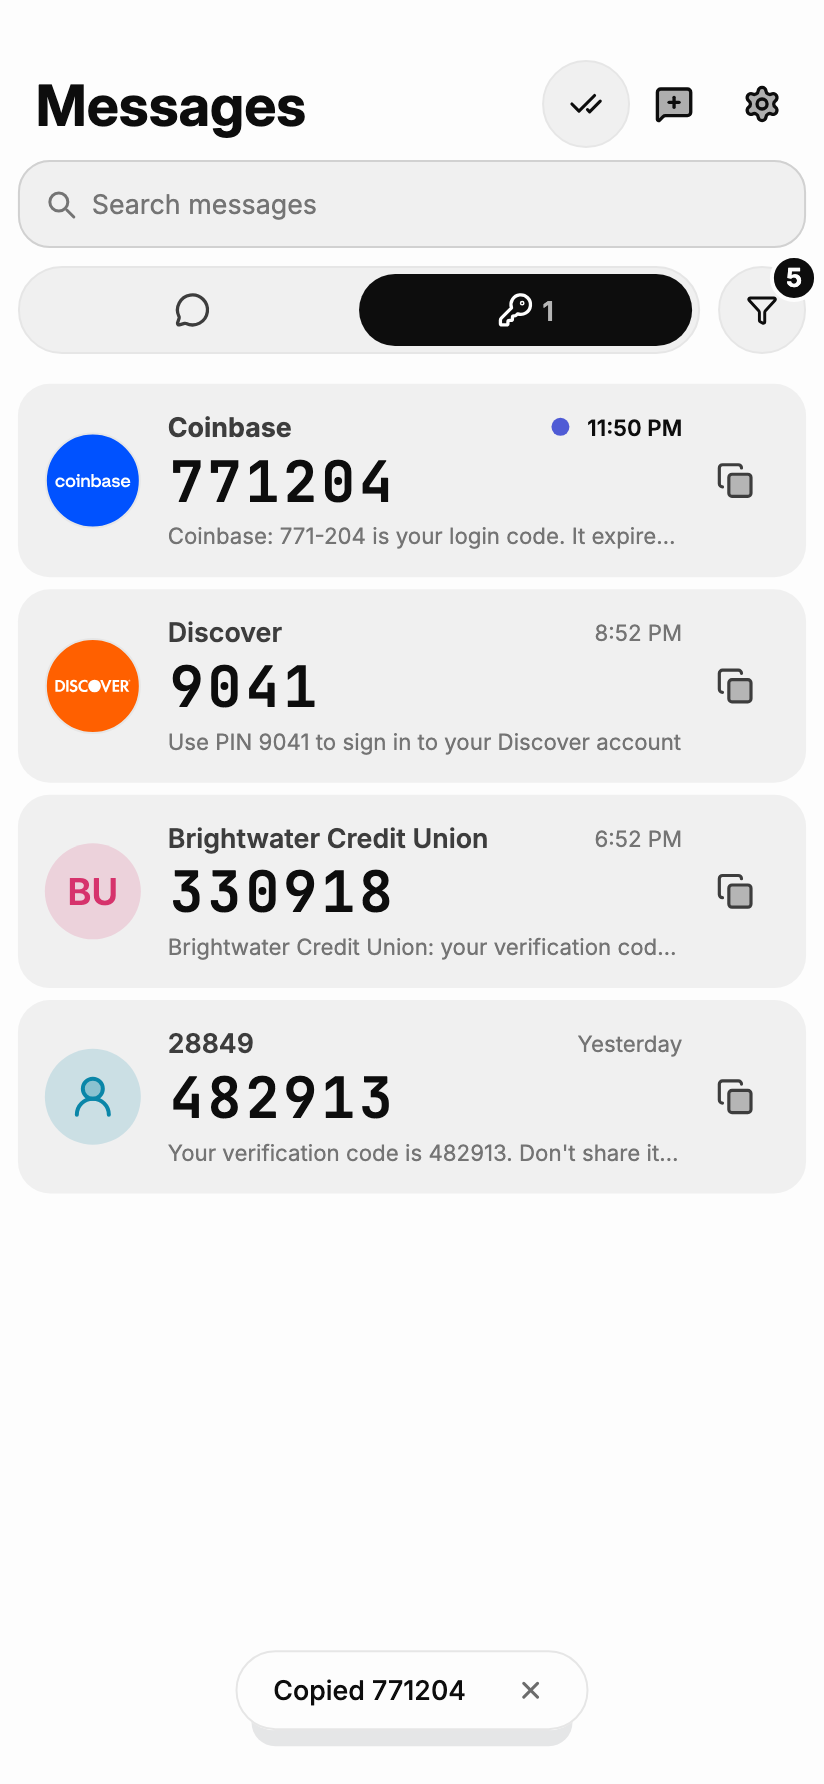 Messages
Search messages
1
5
Coinbase
11:50 PM
coinbase
771204
Coinbase: 771-204 is your login code. It expire...
Discover
8:52 PM
DISCOVER
9041
Use PIN 9041 to sign in to your Discover account
Brightwater Credit Union
6:52 PM
BU
330918
Brightwater Credit Union: your verification cod...
28849
Yesterday
482913
Your verification code is 482913. Don't share it...
Copied 771204